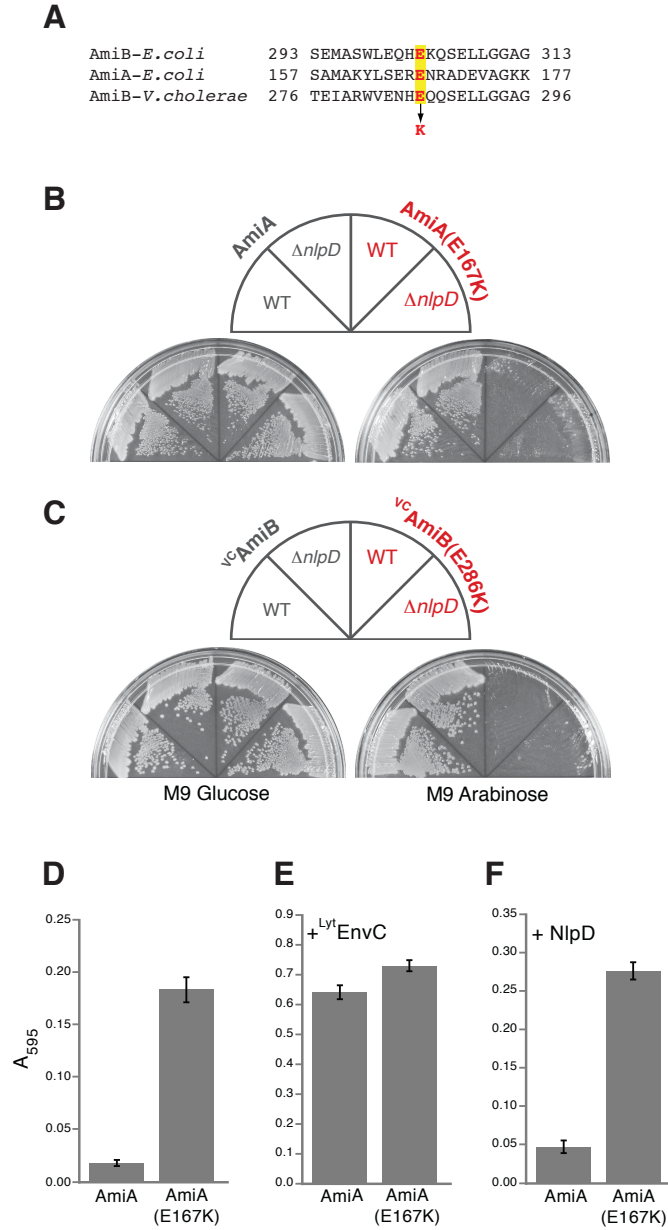 A
AmiB-E.coli 293 SEMASWLEQHEKQSELLGGAG 313
AmiA-E.coli 157 SAMAKYLSERENRADEVAGKK 177
AmiB-V.cholerae 276 TEIARWVENHEQQSELLGGAG 296
K
B
AmiA
AmiA(E167K)
ΔnlpD
WT
WT
ΔnlpD
C
VCAmiB
VCAmiB(E286K)
ΔnlpD
WT
WT
ΔnlpD
M9 Glucose
M9 Arabinose
D
E
F
A595
0.25
0.20
0.15
0.10
0.05
0.00
AmiA
AmiA
(E167K)
+LytEnvC
0.9
0.8
0.7
0.6
0.5
0.4
0.3
0.2
0.1
0.0
AmiA
AmiA
(E167K)
+ NlpD
0.35
0.30
0.25
0.20
0.15
0.10
0.05
0.00
AmiA
AmiA
(E167K)